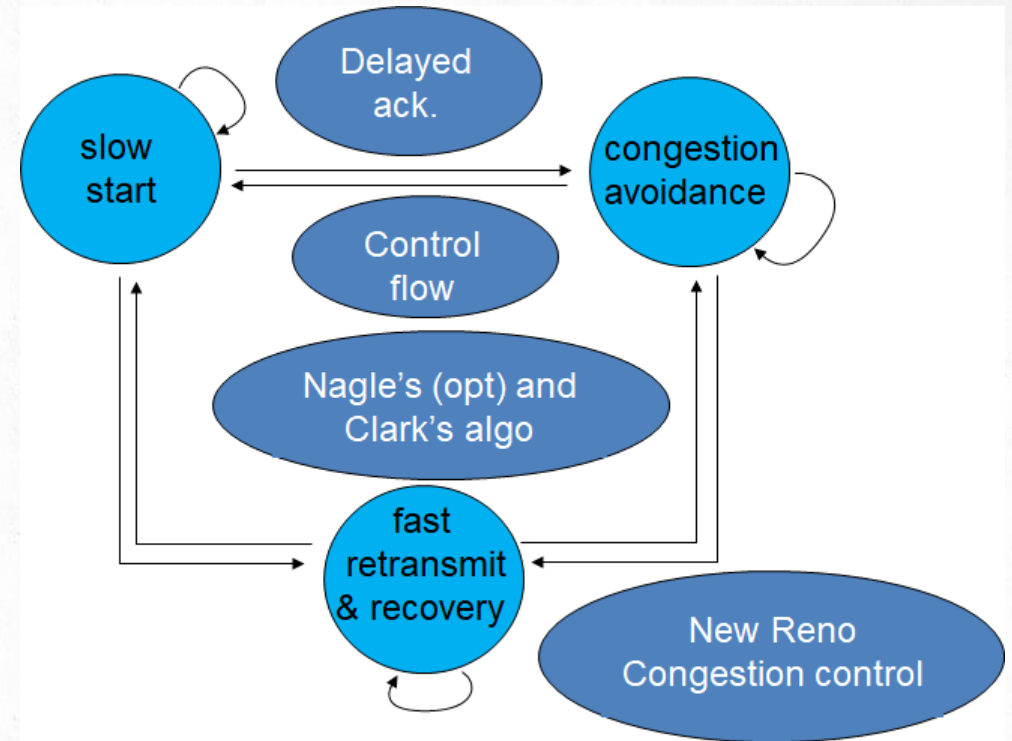 Delayed
ack.
slow
start
congestion
avoidance
Control
flow
Nagle's (opt) and
Clark's algo
fast
retransmit
& recovery
New Reno
Congestion control